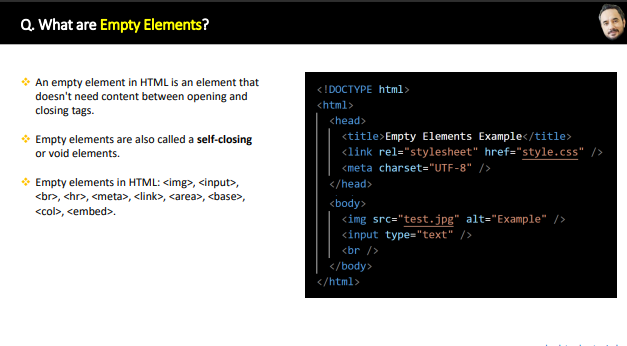 Q. What are Empty Elements?
An empty element in HTML is an element that
doesn't need content between opening and
closing tags.
Empty elements are also called a self-closing
or void elements.
Empty elements in HTML: <img>, <input>,
<br>, <hr>, <meta>, <link>, <area>, <base>,
<col>, <embed>.
<!DOCTYPE html>
<html>
<head>
<title>Empty Elements Example</title>
<link rel="stylesheet" href="style.css" />
<meta charset="UTF-8" />
</head>
<body>
<img src="test.jpg" alt="Example" />
<input type="text" />
<br />
</body>
</html>